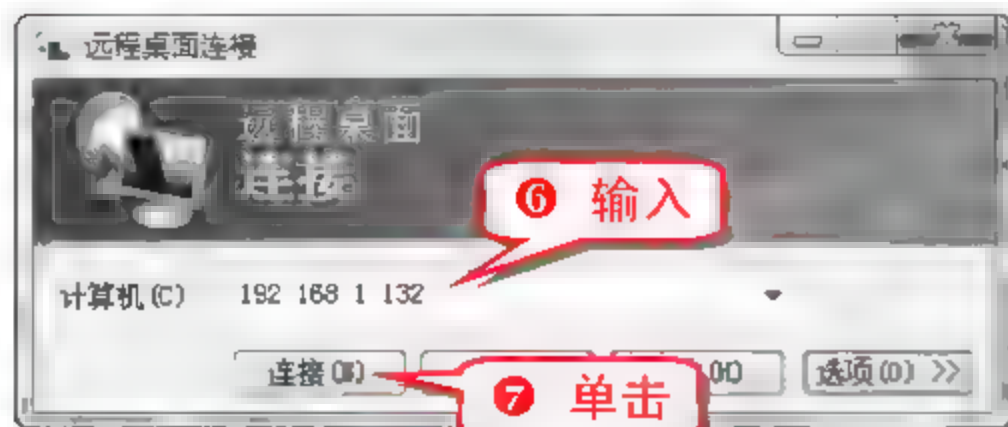 远程桌面连接
远程桌面
连接
❻ 输入
计算机(C) 192 168 1 132
连接(N) 选项(O) >>
❼ 单击